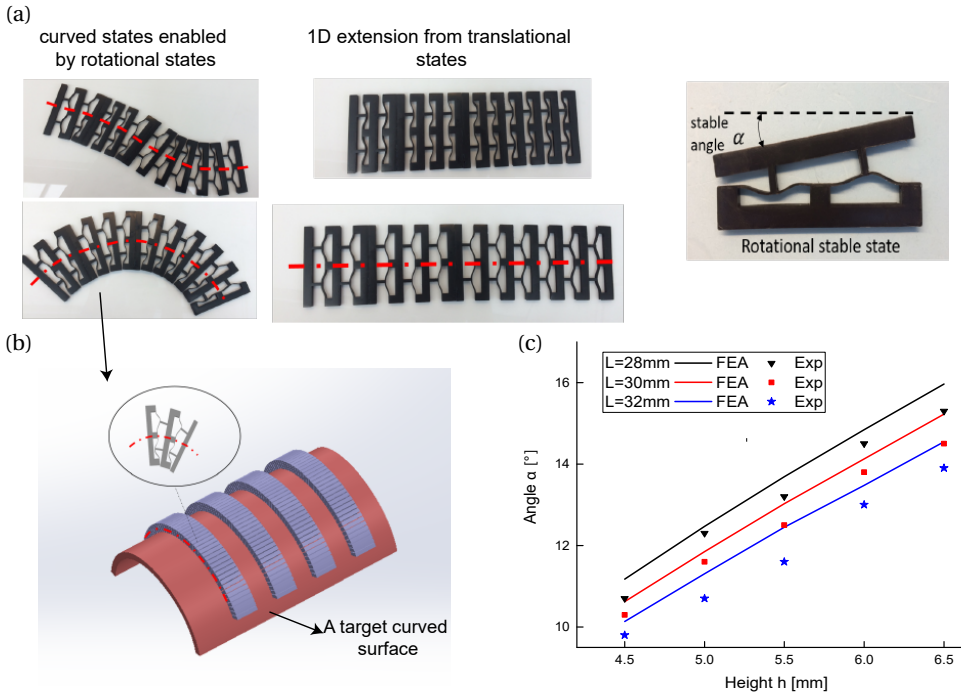 (a)
curved states enabled
by rotational states
1D extension from translational
states
stable
angle α
Rotational stable state
(b)
A target curved
surface
(c)
L=28mm FEA Exp
L=30mm FEA Exp
L=32mm FEA Exp
16
14
12
10
Angle α [°]
4.5 5.0 5.5 6.0 6.5
Height h [mm]